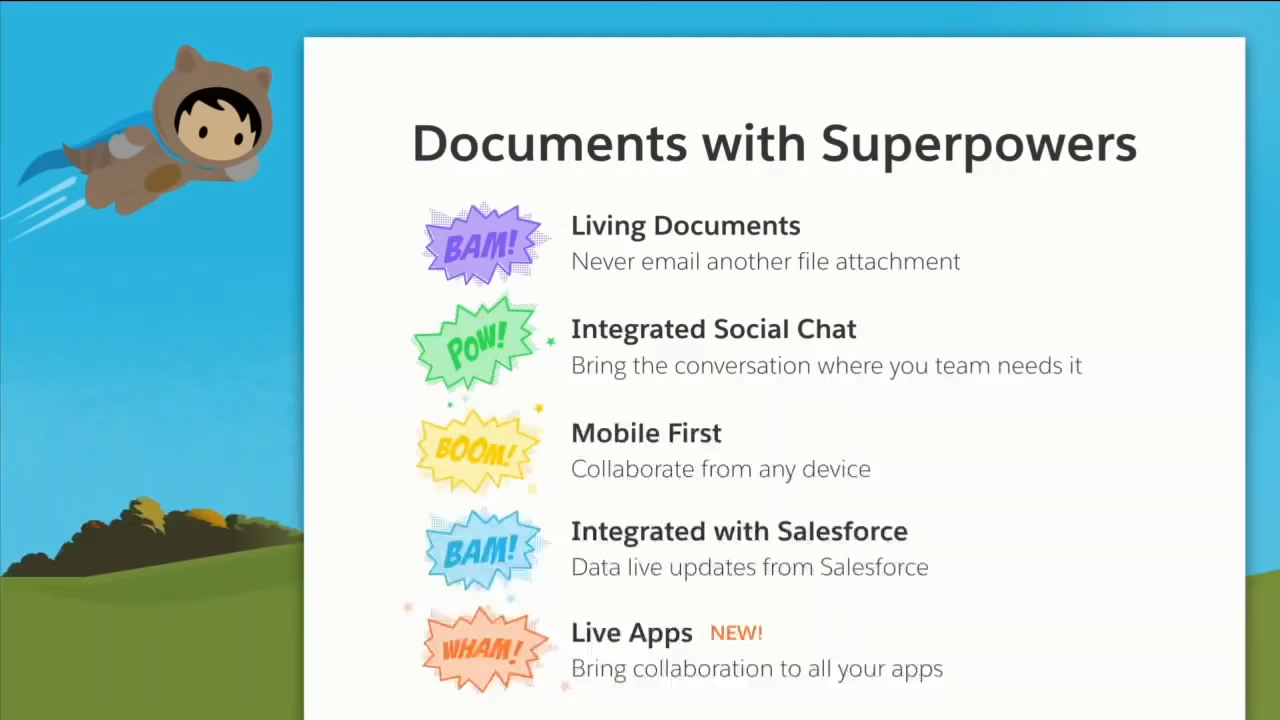 Documents with Superpowers
BAM!
Living Documents
Never email another file attachment
POW!
Integrated Social Chat
Bring the conversation where you team needs it
BOOM!
Mobile First
Collaborate from any device
BAM!
Integrated with Salesforce
Data live updates from Salesforce
WHAM!
Live Apps NEW!
Bring collaboration to all your apps